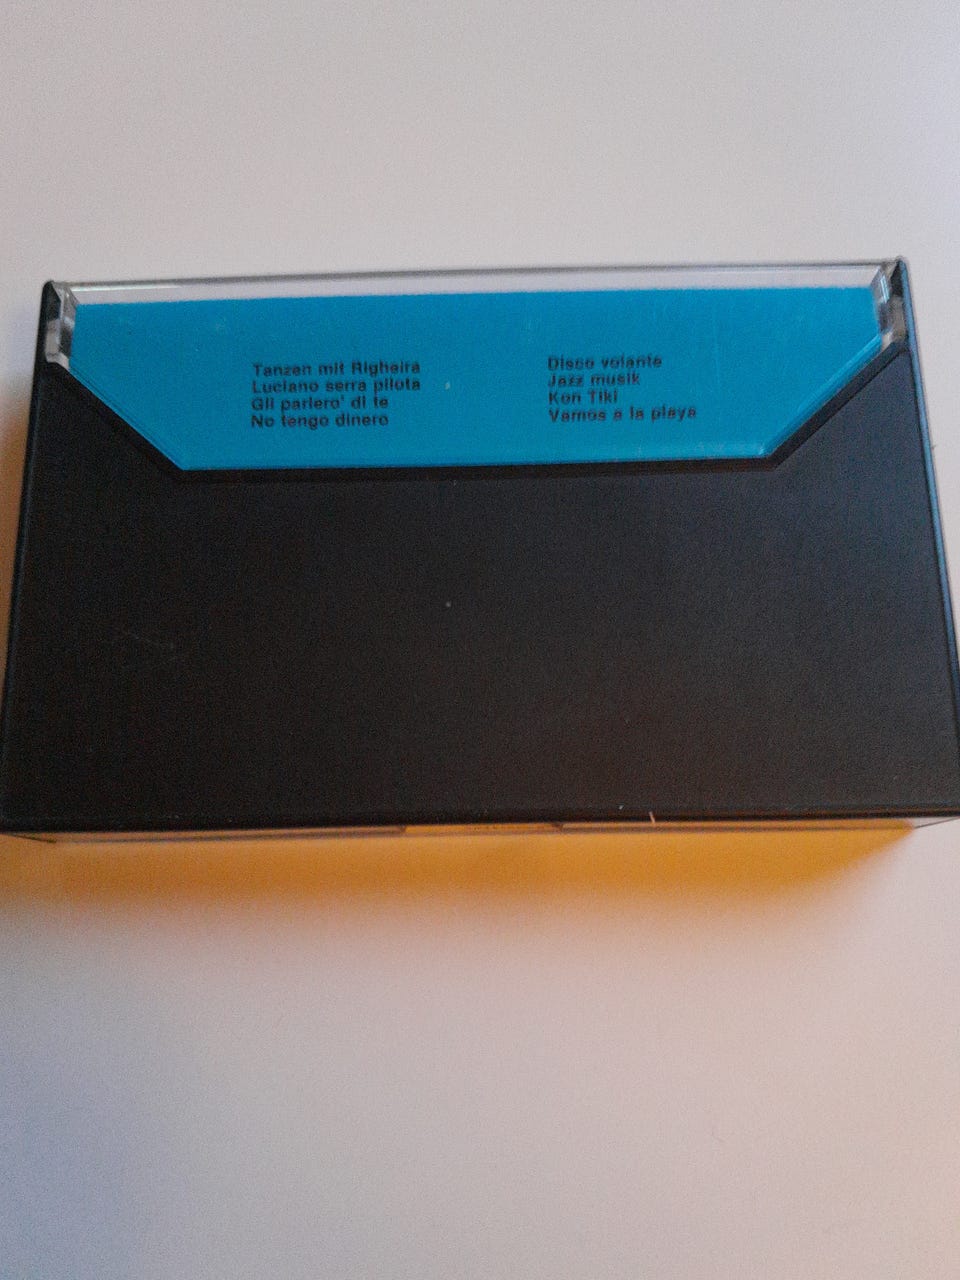 Tanzen mit Righeira
Luciano serra pilota
Gli parlero' di te
No tengo dinero
Disco volante
Jazz musik
Kon Tiki
Vamos a la playa